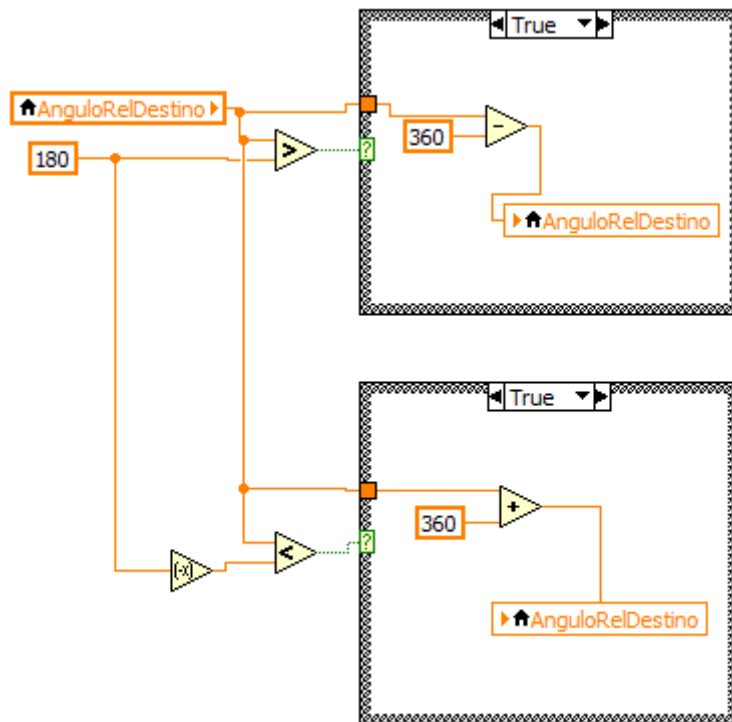 True
AnguloRelDestino
180
>
?
360
-
AnguloRelDestino
True
360
+
AnguloRelDestino
<
?
(-x)